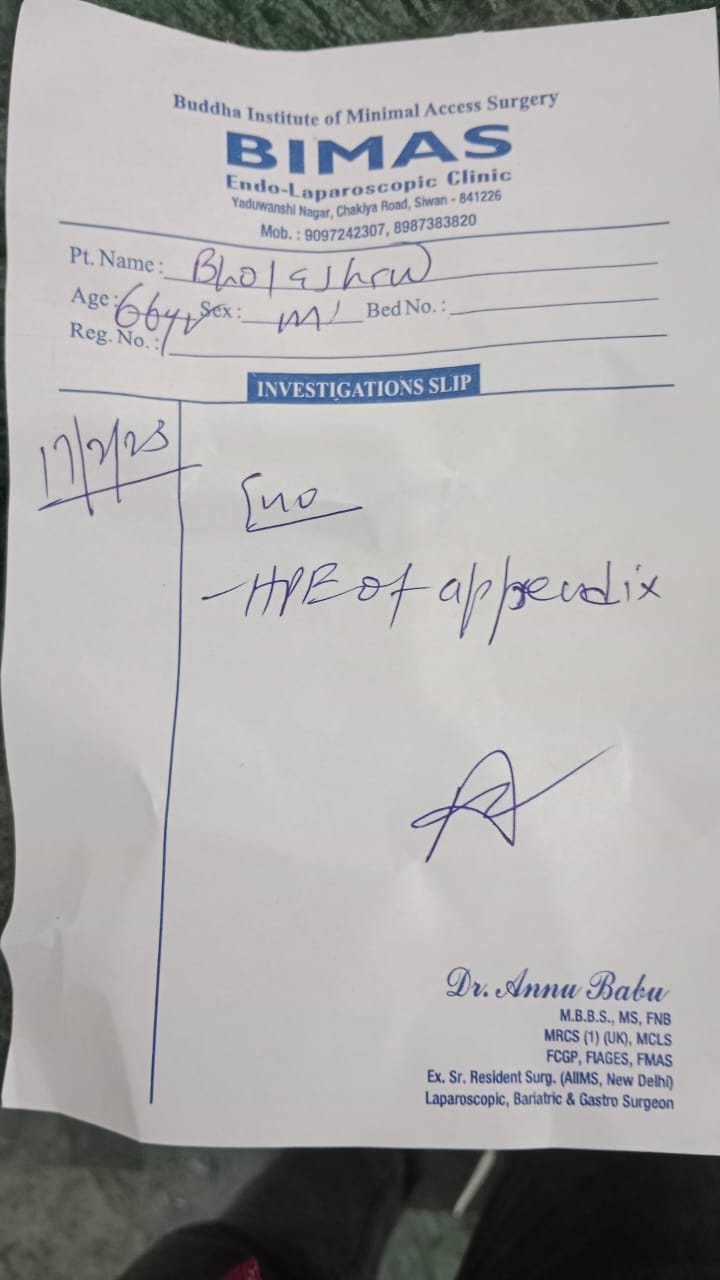 Buddha Institute of Minimal Access Surgery
BIMAS
Endo-Laparoscopic Clinic
Yaduwanshi Nagar, Chakiya Road, Siwan - 841226
Mob. : 9097242307, 8987383820
Pt. Name :
Age : 66yr Sex : M Bed No. :
Reg. No. :
INVESTIGATIONS SLIP
17/2/23
- HPE of appendix
Dr. Annu Babu
M.B.B.S., MS, FNB
MRCS (1) (UK), MCLS
FCGP, FIAGES, FMAS
Ex. Sr. Resident Surg. (AIIMS, New Delhi)
Laparoscopic, Bariatric & Gastro Surgeon